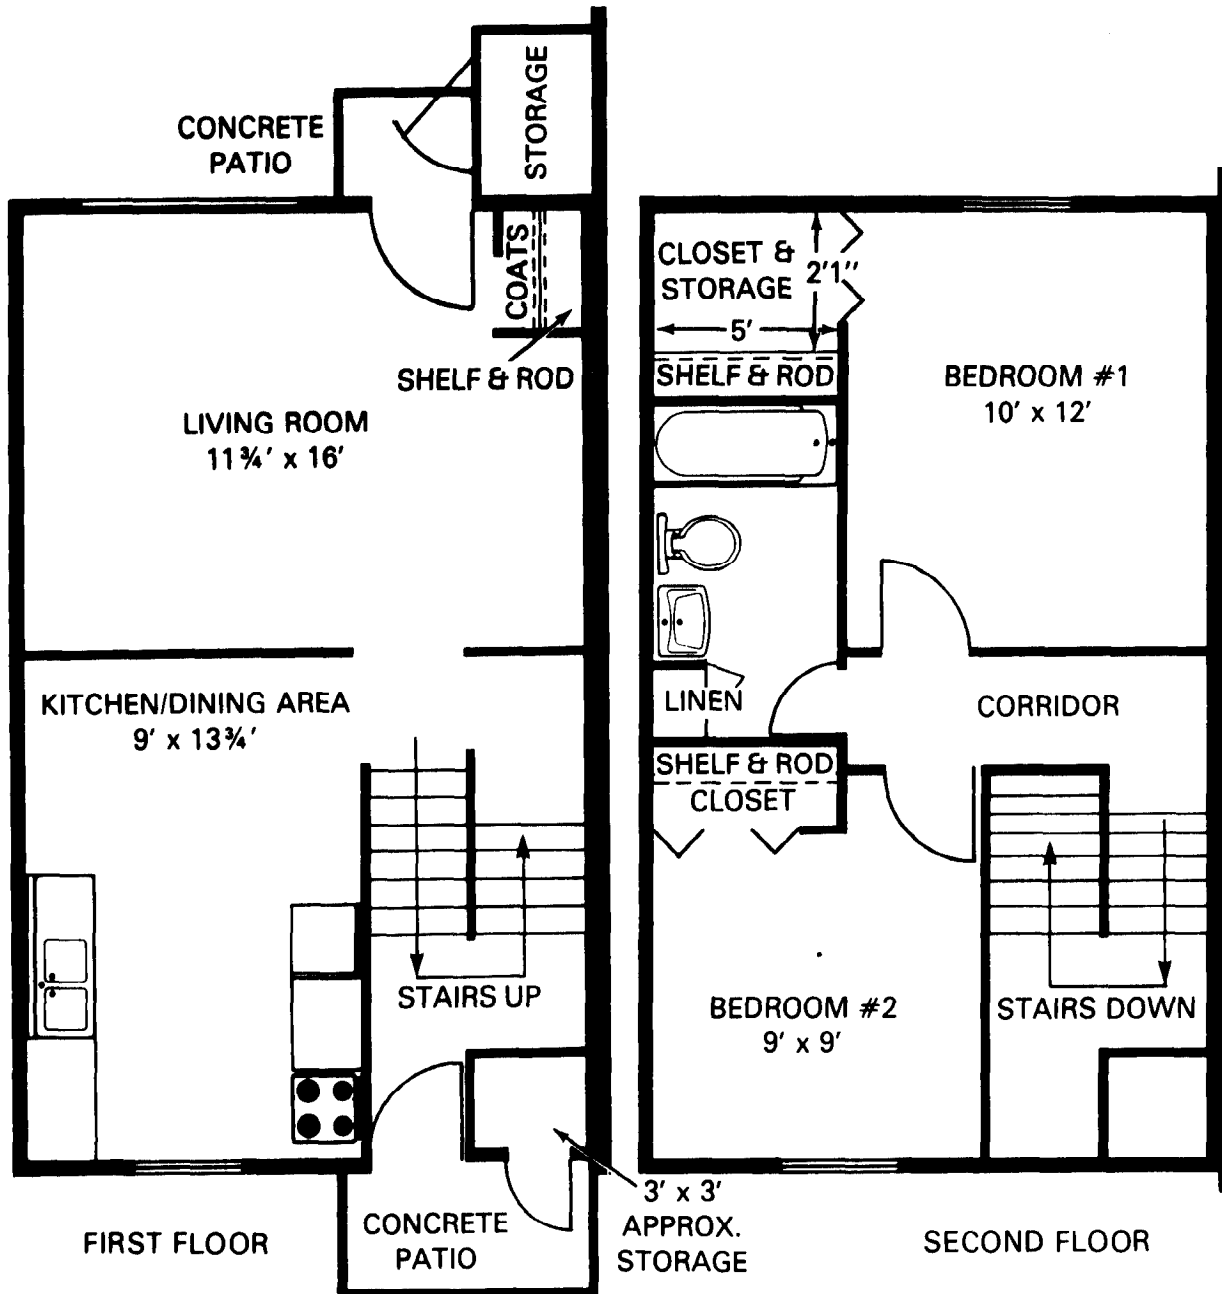 STORAGE
CONCRETE
PATIO
COATS
SHELF & ROD
LIVING ROOM
11¾' x 16'
KITCHEN/DINING AREA
9' x 13¾'
STAIRS UP
3' x 3'
APPROX.
STORAGE
CONCRETE
PATIO
FIRST FLOOR
CLOSET &
STORAGE
2'1"
5'
SHELF & ROD
BEDROOM #1
10' x 12'
LINEN
CORRIDOR
SHELF & ROD
CLOSET
BEDROOM #2
9' x 9'
STAIRS DOWN
SECOND FLOOR